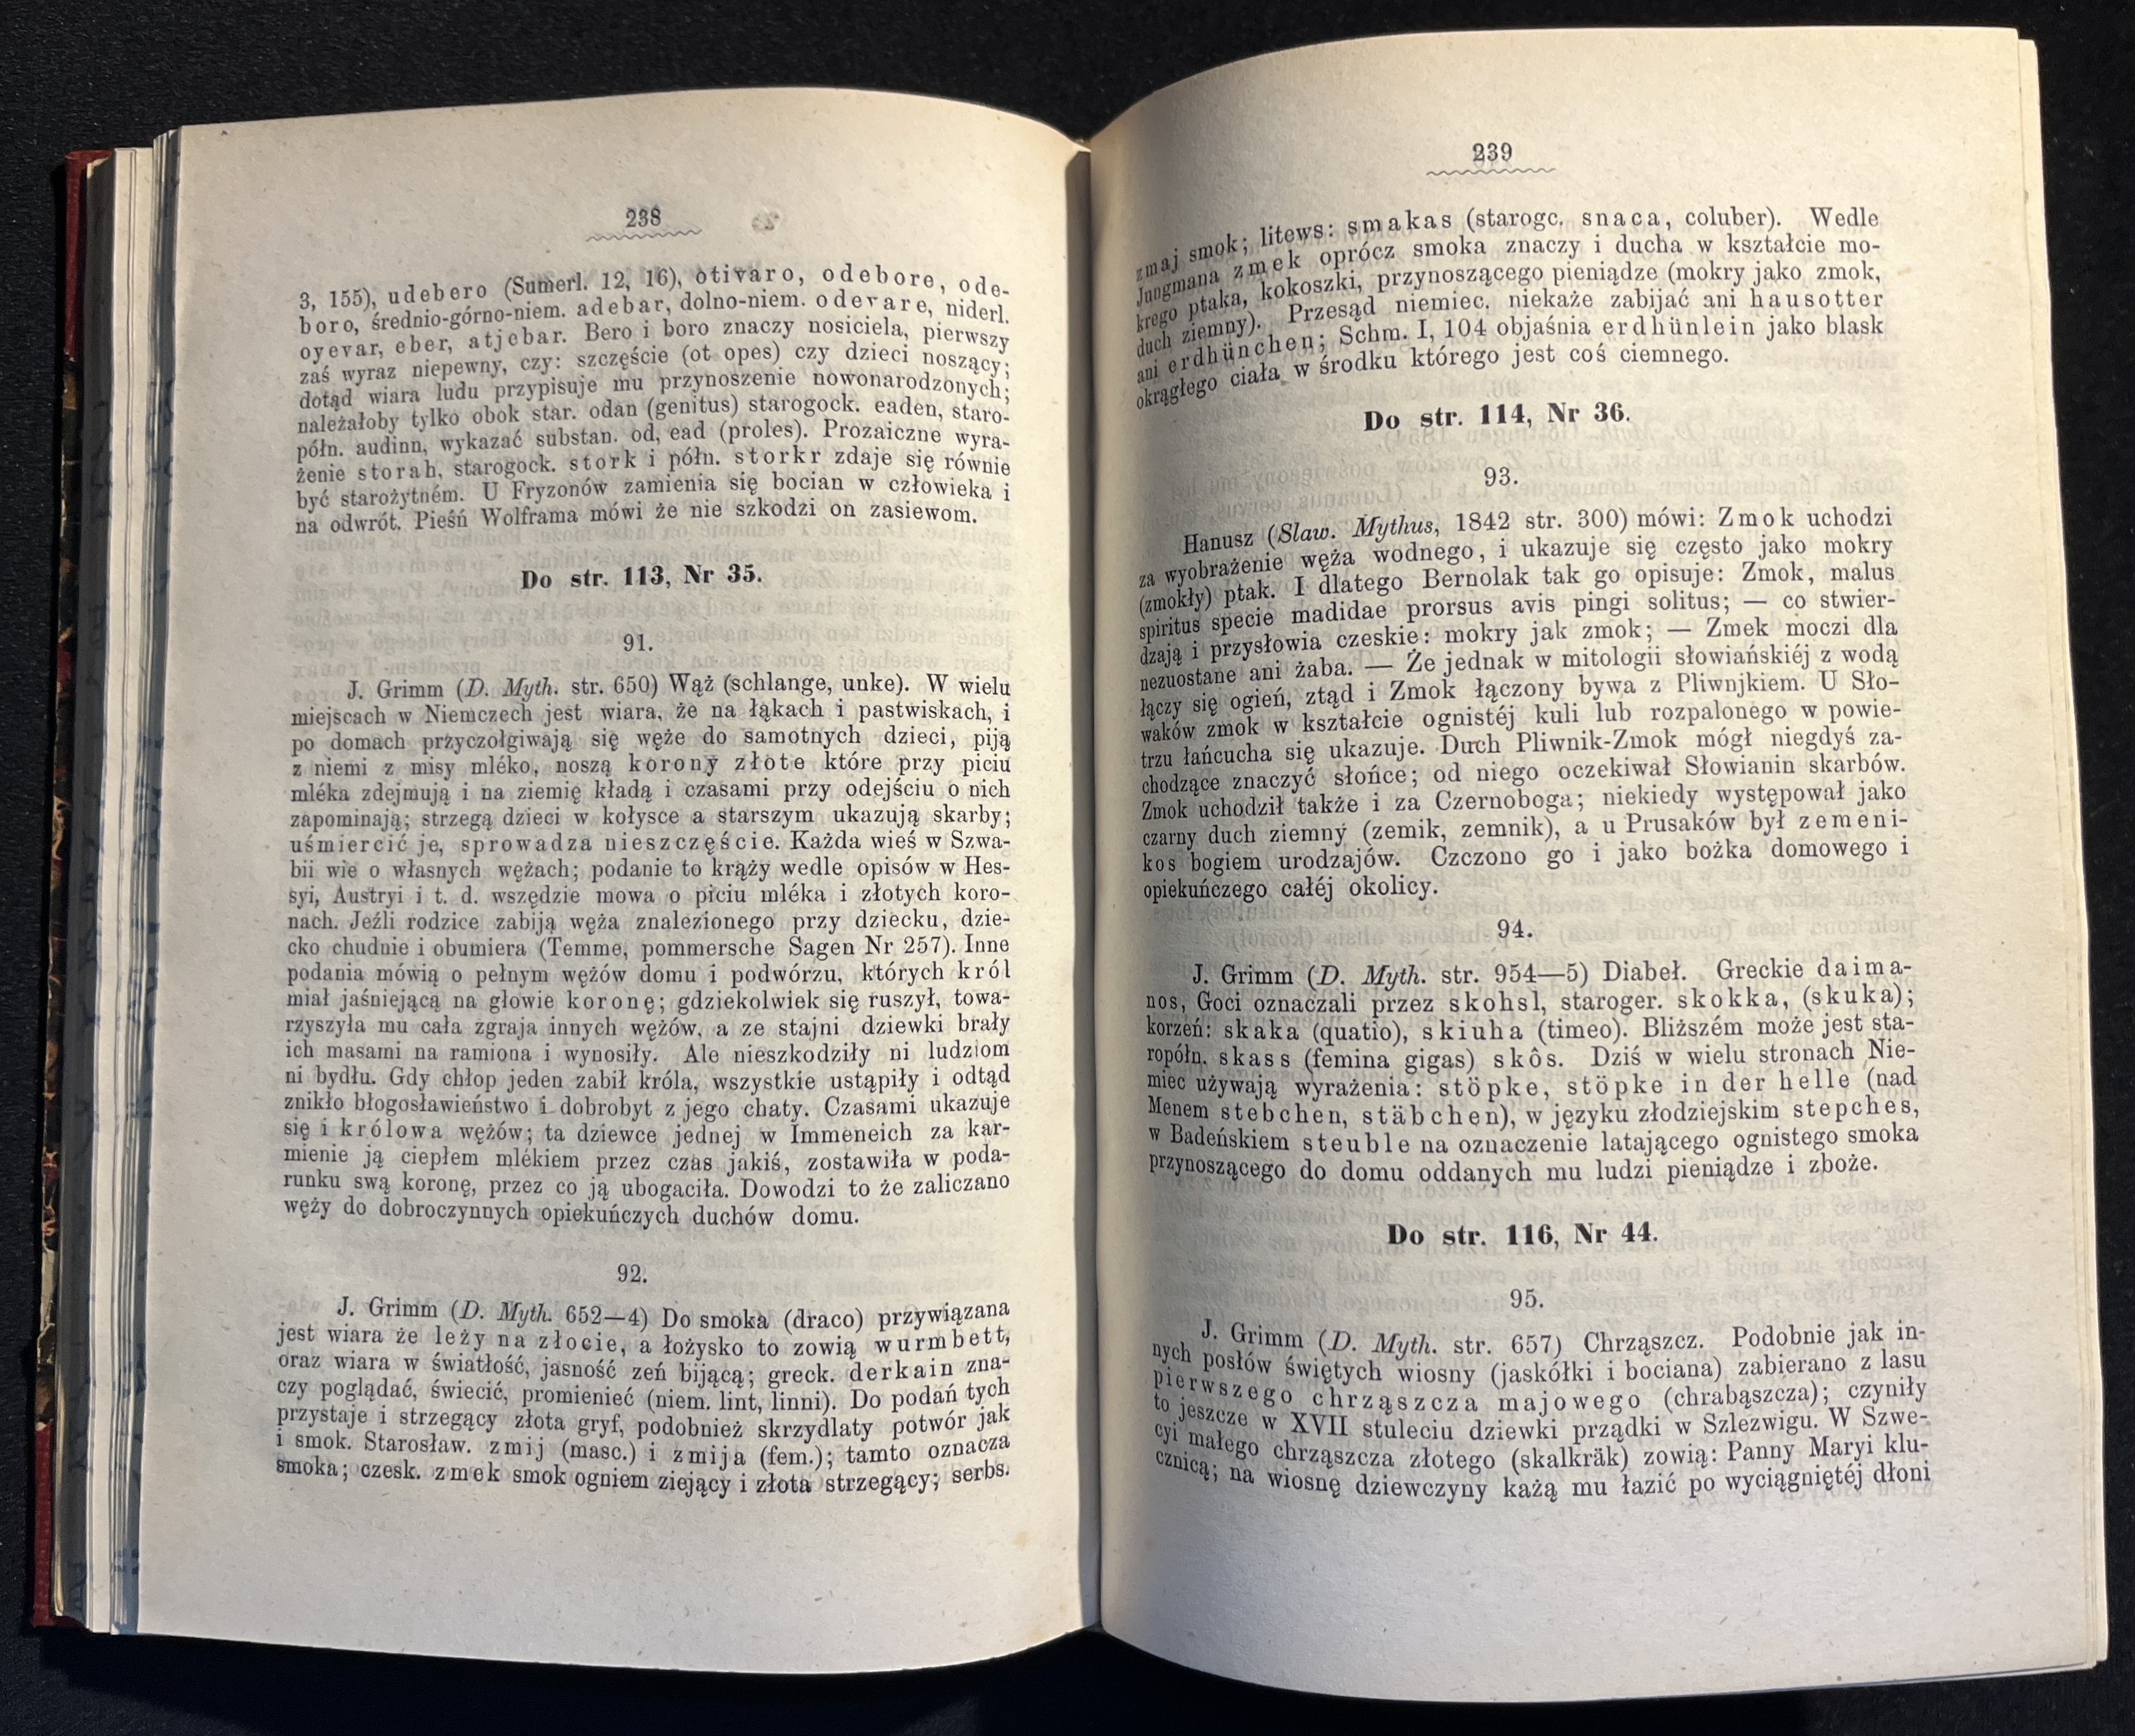 238
3, 155), udebero (Sumerl. 12, 16), otivaro, odebore, ode-
boro, średnio-górno-niem. adebar, dolno-niem. odevare, niderl.
oyevar, eber, atjebar. Bero i boro znaczy nosiciela, pierwszy
zaś wyraz niepewny, czy: szczęście (ot opes) czy dzieci noszący;
dotąd wiara ludu przypisuje mu przynoszenie nowonarodzonych;
należałoby tylko obok star. odan (genitus) starogock. eaden, staro-
półn. audinn, wykazać substan. od, ead (proles). Prozaiczne wyra-
żenie storah, starogock. stork i półn. storkr zdaje się równie
być starożytném. U Fryzonów zamienia się bocian w człowieka i
na odwrót. Pieśń Wolframa mówi że nie szkodzi on zasiewom.
Do str. 113, Nr 35.
91.
J. Grimm (D. Myth. str. 650) Wąż (schlange, unke). W wielu
miejscach w Niemczech jest wiara, że na łąkach i pastwiskach, i
po domach przyczołgiwają się węże do samotnych dzieci, piją
z niemi z misy mléko, noszą korony złote które przy piciu
mléka zdejmują i na ziemię kładą i czasami przy odejściu o nich
zapominają; strzegą dzieci w kołysce a starszym ukazują skarby;
uśmiercić je, sprowadza nieszczęście. Każda wieś w Szwa-
bii wie o własnych wężach; podanie to krąży wedle opisów w Hes-
syi, Austryi i t. d. wszędzie mowa o piciu mléka i złotych koro-
nach. Jeźli rodzice zabiją węża znalezionego przy dziecku, dzie-
cko chudnie i obumiera (Temme, pommersche Sagen Nr 257). Inne
podania mówią o pełnym wężów domu i podwórzu, których król
miał jaśniejącą na głowie koronę; gdziekolwiek się ruszył, towa-
rzyszyła mu cała zgraja innych wężów, a ze stajni dziewki brały
ich masami na ramiona i wynosiły. Ale nieszkodziły ni ludziom
ni bydłu. Gdy chłop jeden zabił króla, wszystkie ustąpiły i odtąd
znikło błogosławieństwo i dobrobyt z jego chaty. Czasami ukazuje
się i królowa wężów; ta dziewce jednej w Immeneich za kar-
mienie ją ciepłem mlékiem przez czas jakiś, zostawiła w poda-
runku swą koronę, przez co ją ubogaciła. Dowodzi to że zaliczano
węży do dobroczynnych opiekuńczych duchów domu.
92.
J. Grimm (D. Myth. 652—4) Do smoka (draco) przywiązana
jest wiara że leży na złocie, a łożysko to zowią wurmbett,
oraz wiara w światłość, jasność zeń bijącą; greck. derkain zna-
czy poglądać, świecić, promienieć (niem. lint, linni). Do podań tych
przystaje i strzegący złota gryf, podobnież skrzydlaty potwór jak
i smok. Starosław. zmij (masc.) i zmija (fem.); tamto oznacza
smoka; czesk. zmek smok ogniem ziejący i złota strzegący; serbs.
239
zmaj smok; litews: smakas (starogc. snaca, coluber). Wedle
Jungmana zmek oprócz smoka znaczy i ducha w kształcie mo-
krego ptaka, kokoszki, przynoszącego pieniądze (mokry jako zmok,
duch ziemny). Przesąd niemiec. niekaże zabijać ani hausotter
ani erdhünchen; Schm. I, 104 objaśnia erdhünlein jako blask
okrągłego ciała w środku którego jest coś ciemnego.
Do str. 114, Nr 36.
93.
Hanusz (Slaw. Mythus, 1842 str. 300) mówi: Zmok uchodzi
za wyobrażenie węża wodnego, i ukazuje się często jako mokry
(zmokły) ptak. I dlatego Bernolak tak go opisuje: Zmok, malus
spiritus specie madidae prorsus avis pingi solitus; — co stwier-
dzają i przysłowia czeskie: mokry jak zmok; — Zmek moczi dla
nezuostane ani żaba. — Że jednak w mitologii słowiańskiéj z wodą
łączy się ogień, ztąd i Zmok łączony bywa z Pliwnjkiem. U Sło-
waków zmok w kształcie ognistéj kuli lub rozpalonego w powie-
trzu łańcucha się ukazuje. Duch Pliwnik-Zmok mógł niegdyś za-
chodzące znaczyć słońce; od niego oczekiwał Słowianin skarbów.
Zmok uchodził także i za Czernoboga; niekiedy występował jako
czarny duch ziemny (zemik, zemnik), a u Prusaków był zemeni-
kos bogiem urodzajów. Czczono go i jako bożka domowego i
opiekuńczego całéj okolicy.
94.
J. Grimm (D. Myth. str. 954—5) Diabeł. Greckie daima-
nos, Goci oznaczali przez skohsl, staroger. skokka, (skuka);
korzeń: skaka (quatio), skiuha (timeo). Bliższém może jest sta-
ropółn. skass (femina gigas) skôs. Dziś w wielu stronach Nie-
miec używają wyrażenia: stöpke, stöpke in der helle (nad
Menem stebchen, stäbchen), w języku złodziejskim stepches,
w Badeńskiem steuble na oznaczenie latającego ognistego smoka
przynoszącego do domu oddanych mu ludzi pieniądze i zboże.
Do str. 116, Nr 44.
95.
J. Grimm (D. Myth. str. 657) Chrząszcz. Podobnie jak in-
nych posłów świętych wiosny (jaskółki i bociana) zabierano z lasu
pierwszego chrząszcza majowego (chrabąszcza); czyniły
to jeszcze w XVII stuleciu dziewki prządki w Szlezwigu. W Szwe-
cyi małego chrząszcza złotego (skalkräk) zowią: Panny Maryi klu-
cznicą; na wiosnę dziewczyny każą mu łazić po wyciągniętéj dłoni